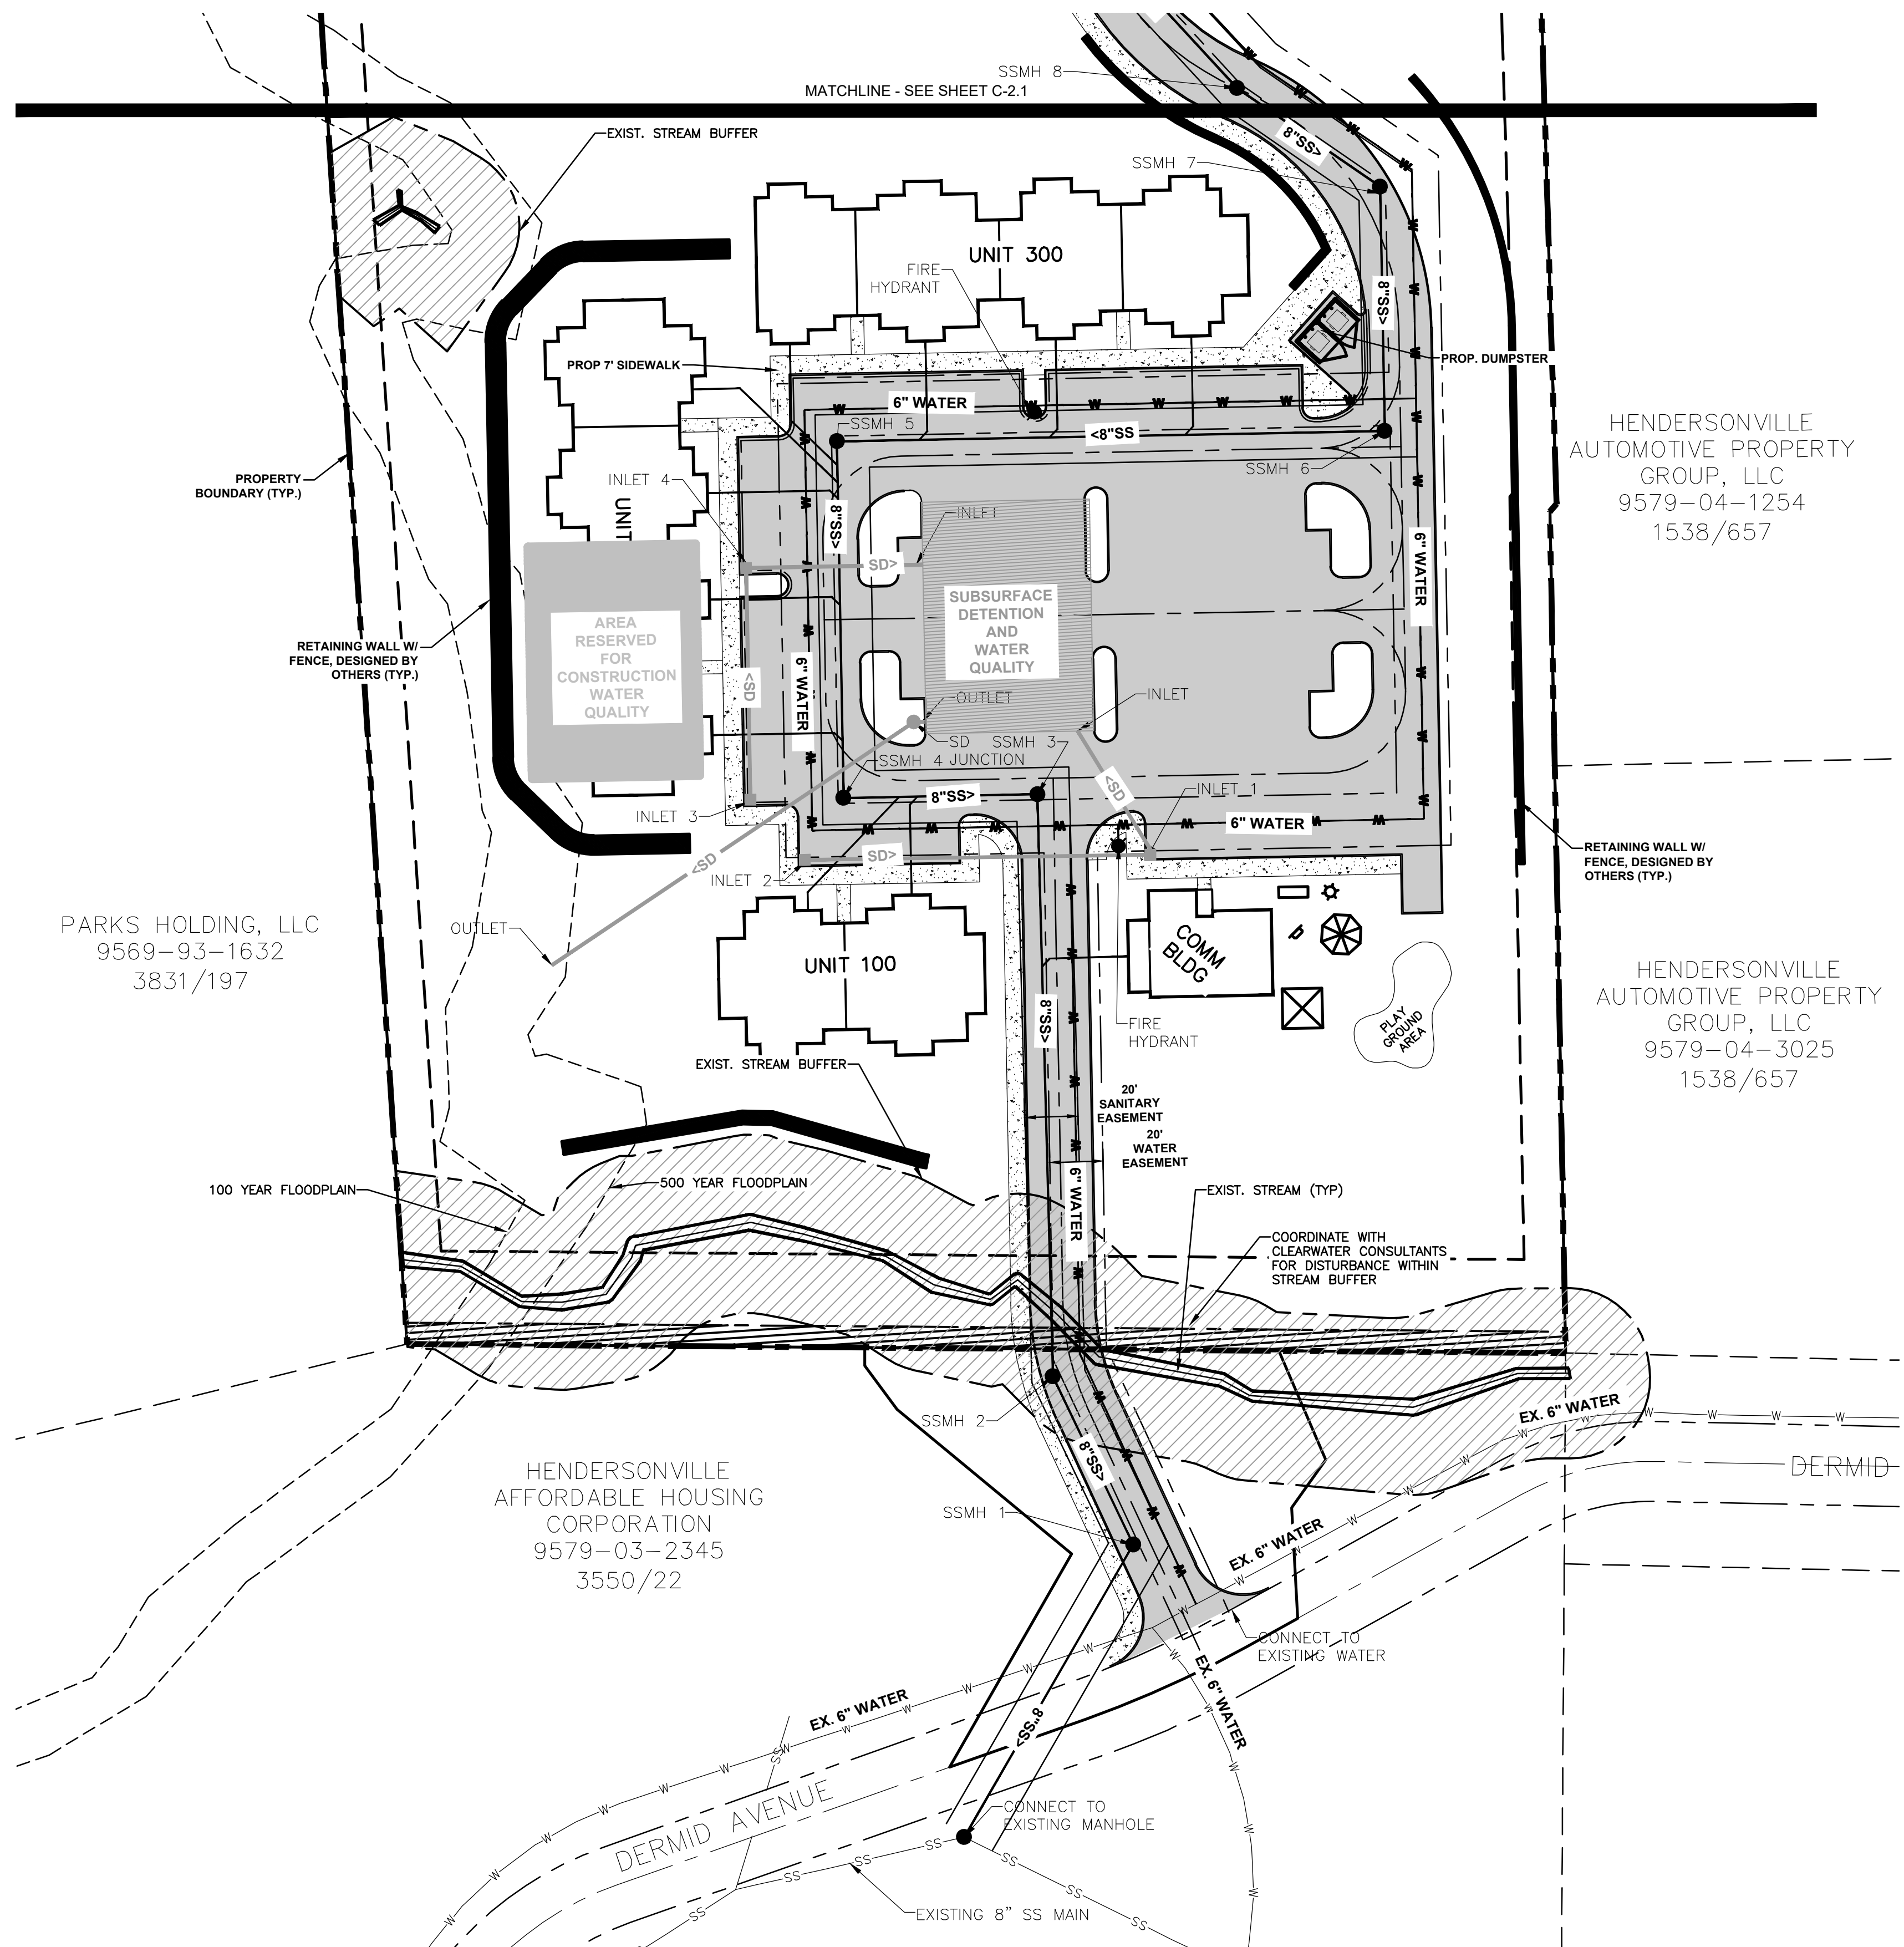 SSMH 8
MATCHLINE - SEE SHEET C-2.1
EXIST. STREAM BUFFER
8"SS>
SSMH 7
UNIT 300
FIRE
HYDRANT
8"SS>
PROP 7' SIDEWALK
PROP. DUMPSTER
6" WATER
SSMH 5
<8"SS
SSMH 6
HENDERSONVILLE
AUTOMOTIVE PROPERTY
GROUP, LLC
9579-04-1254
1538/657
PROPERTY
BOUNDARY (TYP.)
INLET 4
UNIT
8"SS>
INLET
SD>
6" WATER
SUBSURFACE
DETENTION
AND
WATER
QUALITY
AREA
RESERVED
FOR
CONSTRUCTION
WATER
QUALITY
RETAINING WALL W/
FENCE, DESIGNED BY
OTHERS (TYP.)
<SD
6" WATER
OUTLET
INLET
SD
JUNCTION
SSMH 3
SSMH 4
8"SS>
<SD
INLET 1
INLET 3
6" WATER
<SD
SD>
INLET 2
RETAINING WALL W/
FENCE, DESIGNED BY
OTHERS (TYP.)
PARKS HOLDING, LLC
9569-93-1632
3831/197
OUTLET
UNIT 100
COMM
BLDG
8"SS>
FIRE
HYDRANT
PLAY
GROUND
AREA
HENDERSONVILLE
AUTOMOTIVE PROPERTY
GROUP, LLC
9579-04-3025
1538/657
EXIST. STREAM BUFFER
20'
SANITARY
EASEMENT
20'
WATER
EASEMENT
100 YEAR FLOODPLAIN
500 YEAR FLOODPLAIN
6" WATER
EXIST. STREAM (TYP)
COORDINATE WITH
CLEARWATER CONSULTANTS
FOR DISTURBANCE WITHIN
STREAM BUFFER
SSMH 2
EX. 6" WATER
8"SS>
DERMID
HENDERSONVILLE
AFFORDABLE HOUSING
CORPORATION
9579-03-2345
3550/22
SSMH 1
EX. 6" WATER
CONNECT TO
EXISTING WATER
EX. 6" WATER
EX. 6" WATER
8"SS>
DERMID AVENUE
CONNECT TO
EXISTING MANHOLE
EXISTING 8" SS MAIN